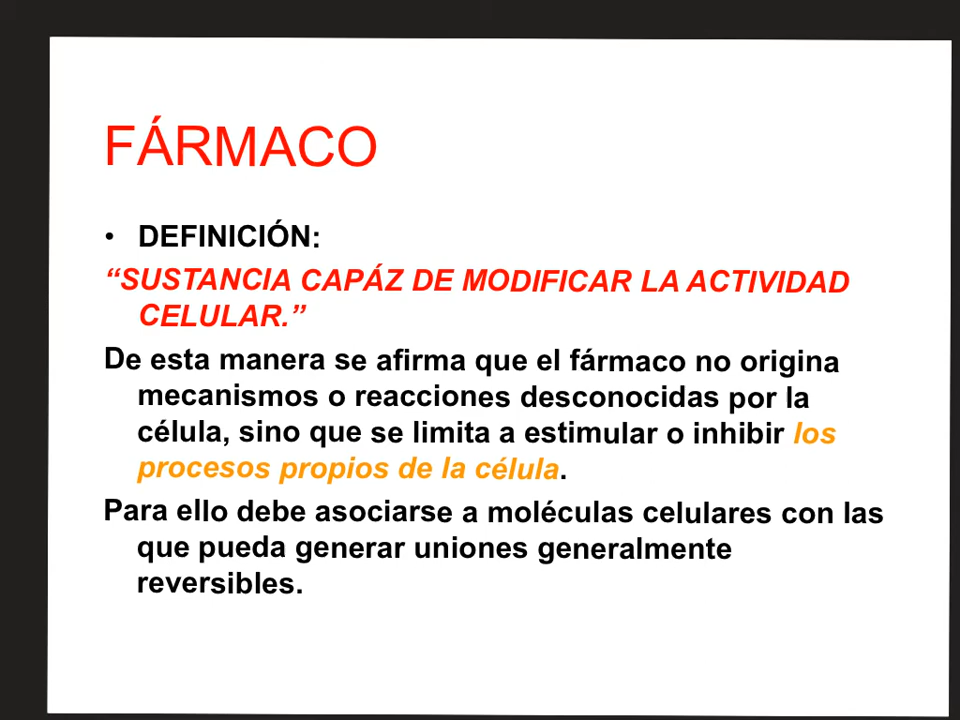 FÁRMACO
• DEFINICIÓN:
“SUSTANCIA CAPÁZ DE MODIFICAR LA ACTIVIDAD
CELULAR.”
De esta manera se afirma que el fármaco no origina
mecanismos o reacciones desconocidas por la
célula, sino que se limita a estimular o inhibir los
procesos propios de la célula.
Para ello debe asociarse a moléculas celulares con las
que pueda generar uniones generalmente
reversibles.